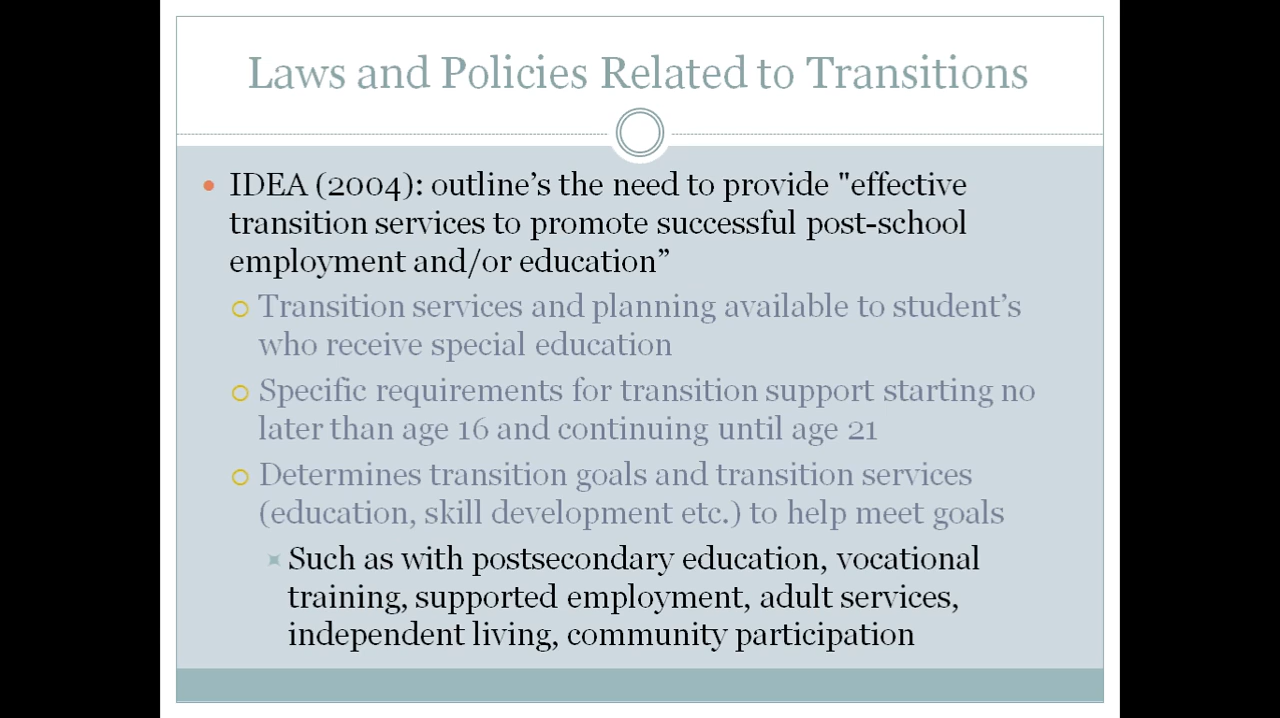 Laws and Policies Related to Transitions
IDEA (2004): outline’s the need to provide "effective
transition services to promote successful post-school
employment and/or education”
Transition services and planning available to student’s
who receive special education
Specific requirements for transition support starting no
later than age 16 and continuing until age 21
Determines transition goals and transition services
(education, skill development etc.) to help meet goals
Such as with postsecondary education, vocational
training, supported employment, adult services,
independent living, community participation